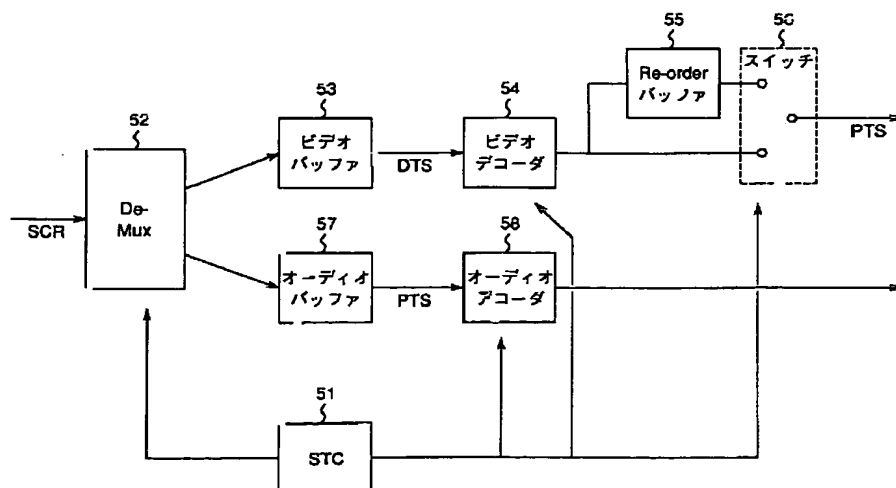 55
56
スイッチ
Re-order
バッファ
53
54
52
ビデオ
バッファ
DTS
ビデオ
デコーダ
PTS
De-
Mux
SCR
57
58
オーディオ
バッファ
PTS
オーディオ
デコーダ
51
STC